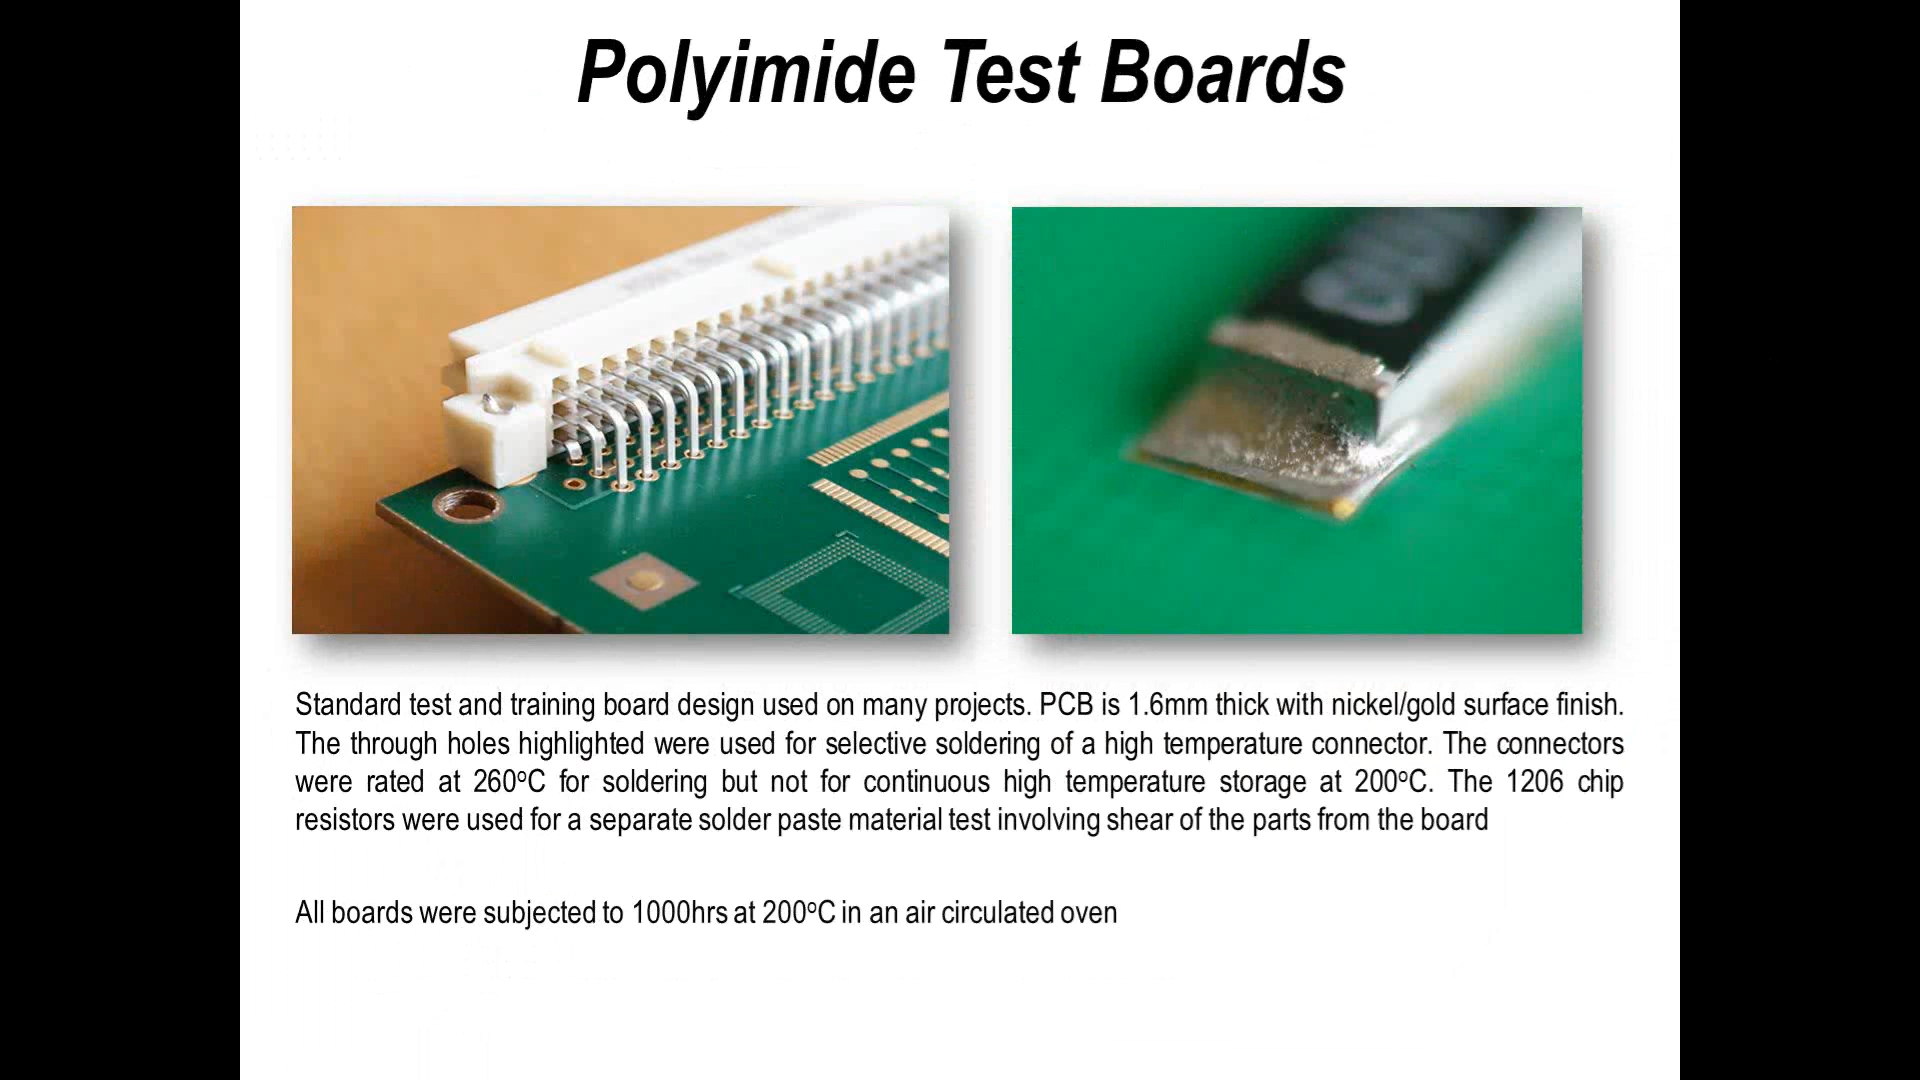 Polyimide Test Boards
Standard test and training board design used on many projects. PCB is 1.6mm thick with nickel/gold surface finish.
The through holes highlighted were used for selective soldering of a high temperature connector. The connectors
were rated at 260ºC for soldering but not for continuous high temperature storage at 200ºC. The 1206 chip
resistors were used for a separate solder paste material test involving shear of the parts from the board
All boards were subjected to 1000hrs at 200ºC in an air circulated oven